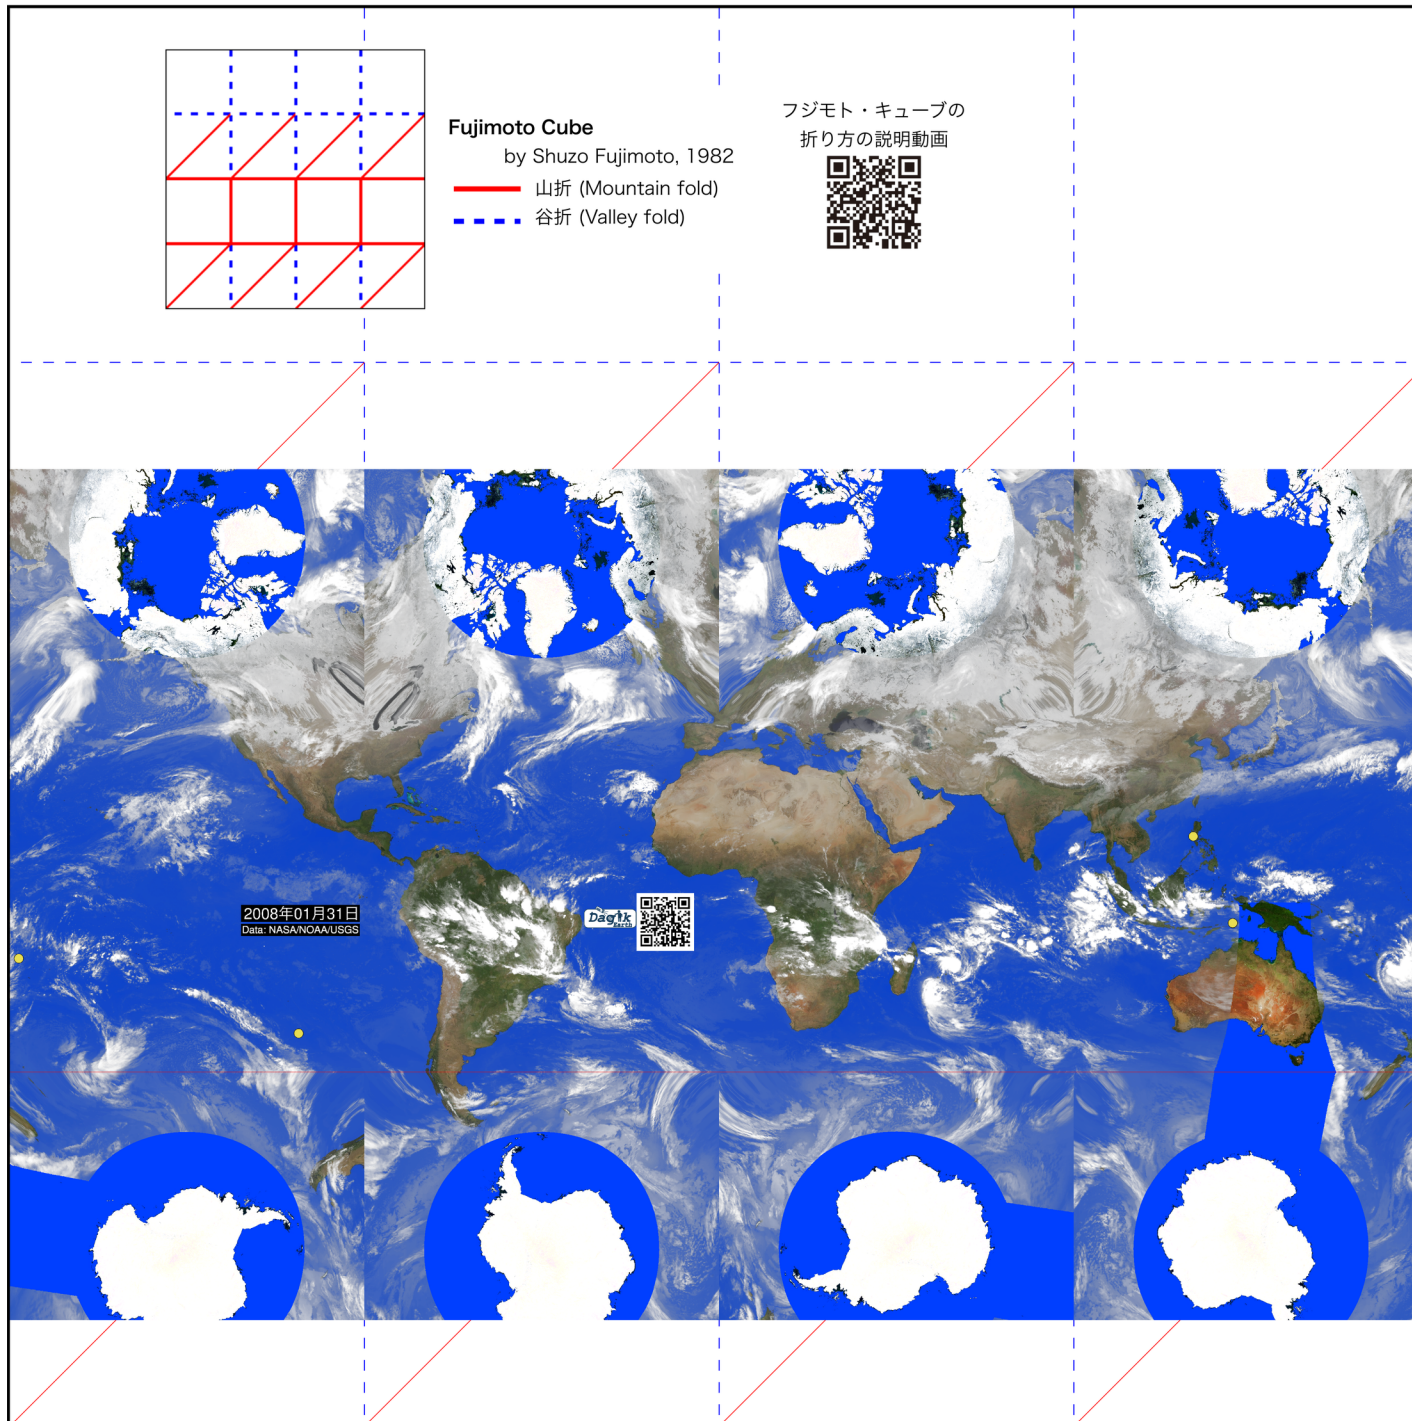 Fujimoto Cube
by Shuzo Fujimoto, 1982
山折 (Mountain fold)
谷折 (Valley fold)
フジモト・キューブの
折り方の説明動画
2008年01月31日
Data: NASA/NOAA/USGS
Dagik
Earth